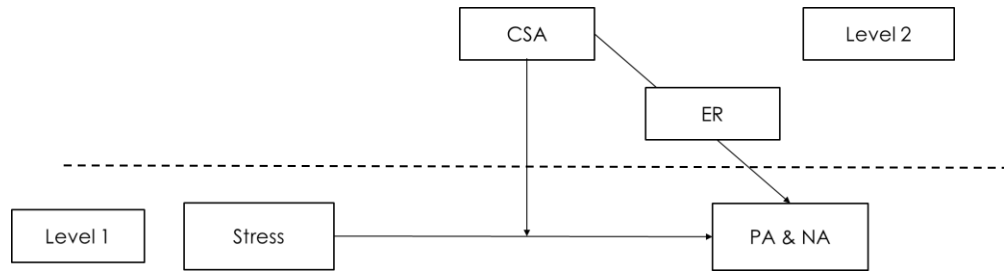 CSA
Level 2
ER
Level 1
Stress
PA & NA